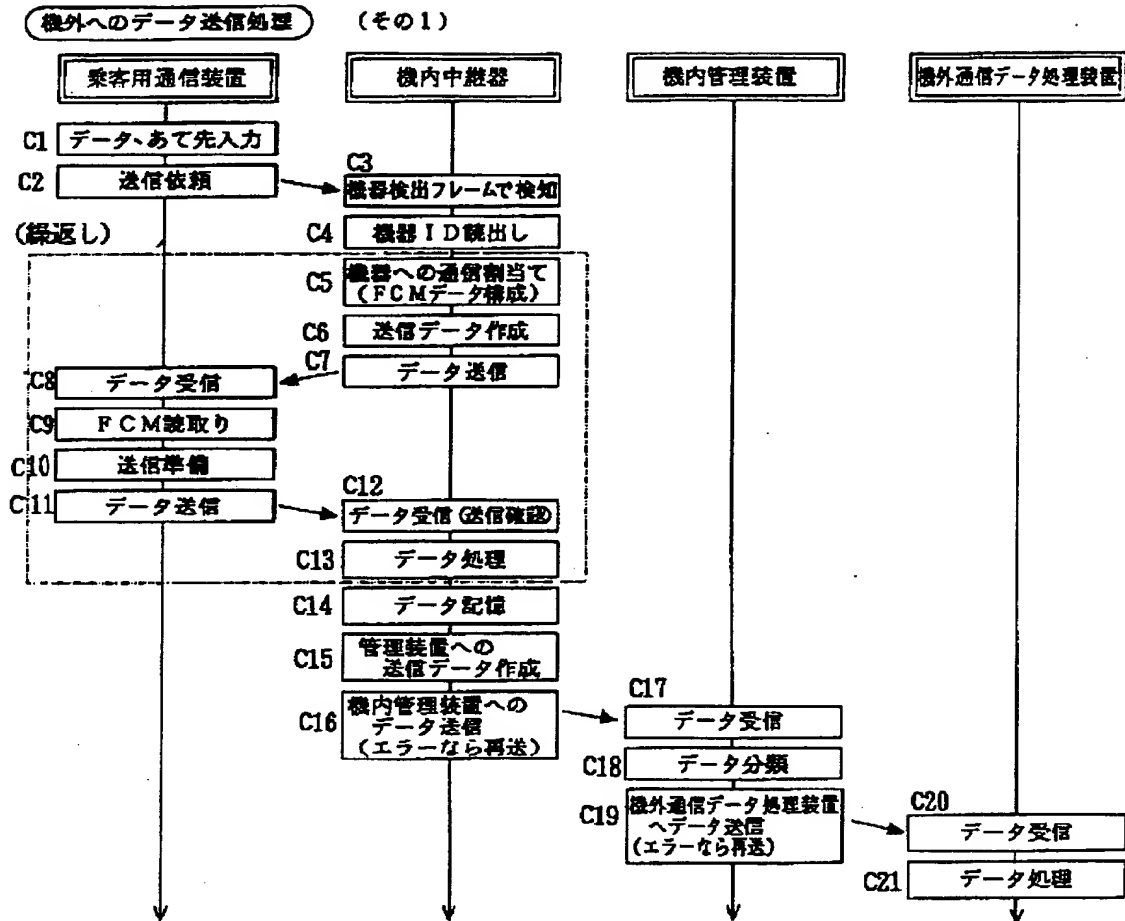 機外へのデータ送信処理 （その１）
乗客用通信装置
機内中継器
機内管理装置
機外通信データ処理装置
C1 データ、あて先入力
C2 送信依頼
C3
機器検出フレームで検知
（繰返し）
C4 機器ＩＤ読出し
C5 機器への通信割当て
（ＦＣＭデータ構成）
C6 送信データ作成
C7 データ送信
C8 データ受信
C9 ＦＣＭ読取り
C10 送信準備
C11 データ送信
C12
データ受信（送信確認）
C13 データ処理
C14 データ記憶
C15 管理装置への
送信データ作成
C16 機内管理装置への
データ送信
（エラーなら再送）
C17
データ受信
C18 データ分類
C19 機外通信データ処理装置
へデータ送信
（エラーなら再送）
C20
データ受信
C21 データ処理